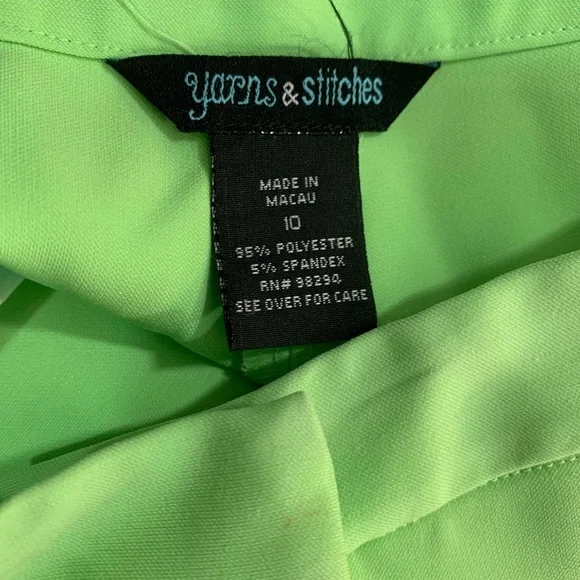 yarns & stitches
MADE IN
MACAU
10
95% POLYESTER
5% SPANDEX
RN# 98294
SEE OVER FOR CARE